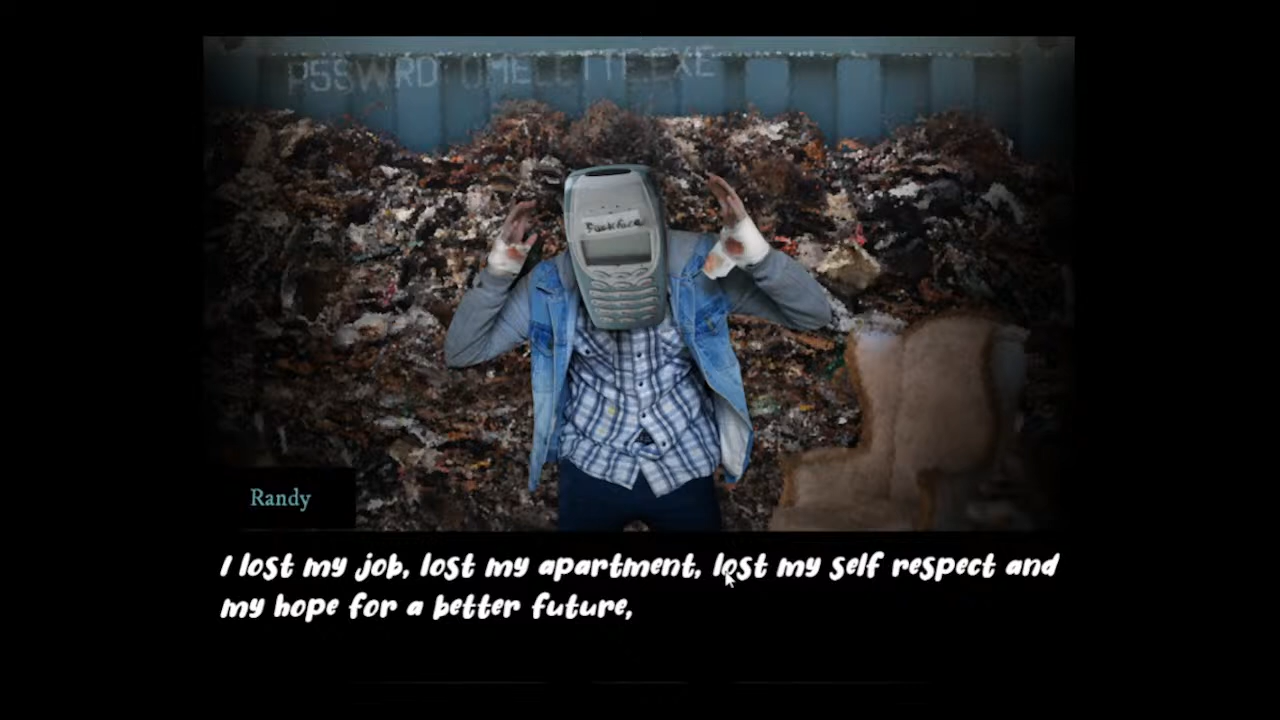 P55WRD OMELETTE.EXE
Randy
I lost my job, lost my apartment, lost my self respect and
my hope for a better future,